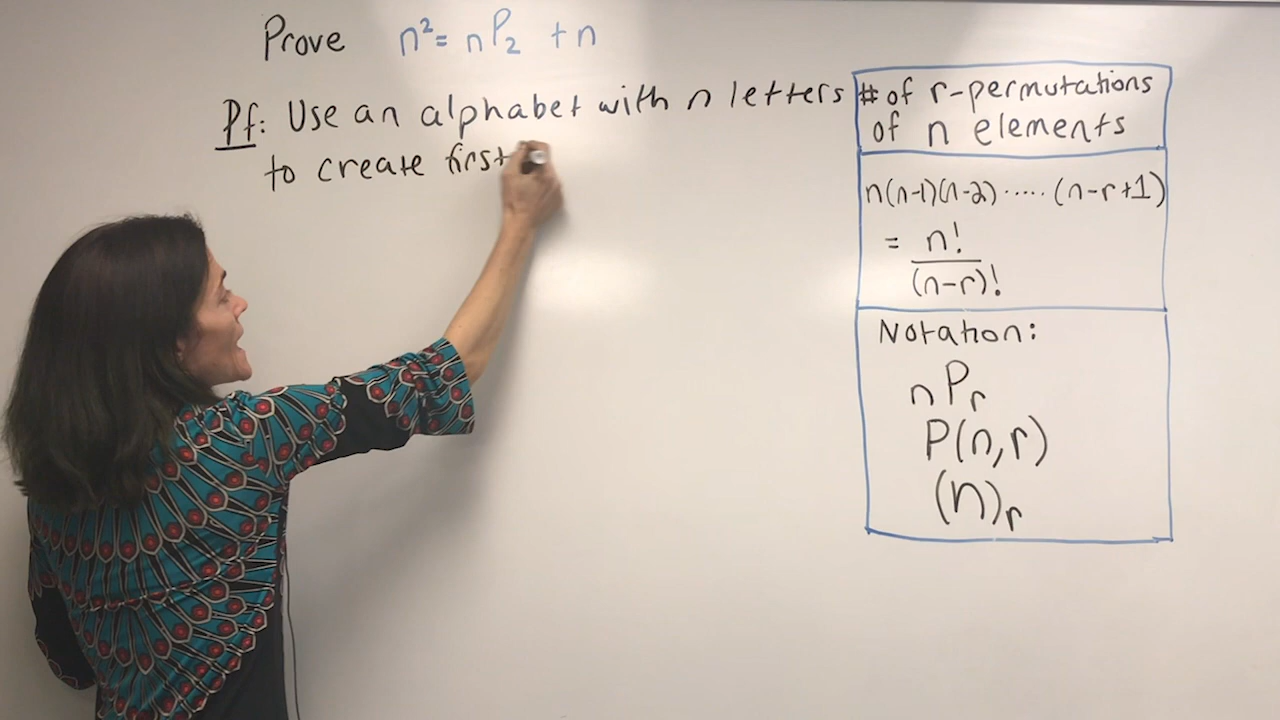 Prove n²= nP₂ + n
Pf: Use an alphabet with n letters
to create first
# of r-permutations
of n elements
n(n-1)(n-2)·····(n-r+1)
= n!/(n-r)!
Notation:
nPᵣ
P(n,r)
(n)ᵣ